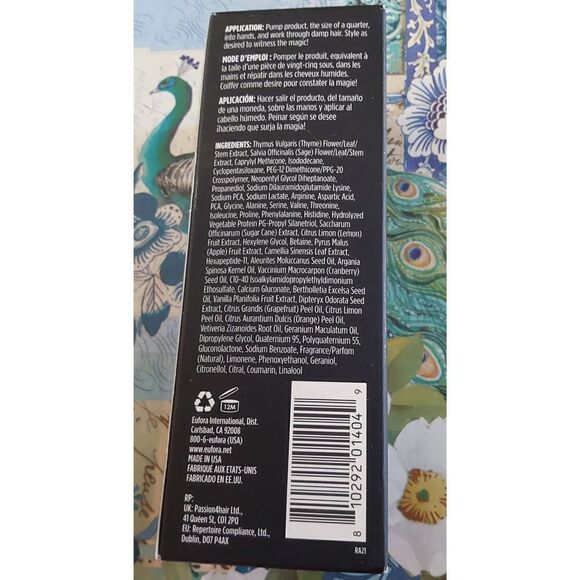 APPLICATION: Pump product, the size of a quarter,
into hands, and work through damp hair. Style as
desired to witness the magic!
MODE D'EMPLOI : Pomper le produit, équivalent à
la taille d'une pièce de vingt-cinq sous, dans les
mains et répatir dans les cheveux humides.
Coiffer comme desire pour constater la magie!
APLICACIÓN: Hacer salir el producto, del tamaño
de una moneda, sobre las manos y aplicar al
cabello húmedo. Peinar según se desee
¡haciendo que surja la magia!
INGREDIENTS: Thymus Vulgaris (Thyme) Flower/Leaf/
Stem Extract, Salvia Officinalis (Sage) Flower/Leaf/Stem
Extract, Caprylyl Methicone, Isododecane,
Cyclopentasiloxane, PEG-12 Dimethicone/PPG-20
Crosspolymer, Neopentyl Glycol Diheptanoate,
Propanediol, Sodium Dilauramidoglutamide Lysine,
Sodium PCA, Sodium Lactate, Arginine, Aspartic Acid,
PCA, Glycine, Alanine, Serine, Valine, Threonine,
Isoleucine, Proline, Phenylalanine, Histidine, Hydrolyzed
Vegetable Protein PG-Propyl Silanetriol, Saccharum
Officinarum (Sugar Cane) Extract, Citrus Limon (Lemon)
Fruit Extract, Hexylene Glycol, Betaine, Pyrus Malus
(Apple) Fruit Extract, Camellia Sinensis Leaf Extract,
Hexapeptide-11, Aleurites Moluccanus Seed Oil, Argania
Spinosa Kernel Oil, Vaccinium Macrocarpon (Cranberry)
Seed Oil, C10-40 Isoalkylamidopropylethyldimonium
Ethosulfate, Calcium Gluconate, Bertholletia Excelsa Seed
Oil, Vanilla Planifolia Fruit Extract, Dipteryx Odorata Seed
Extract, Citrus Grandis (Grapefruit) Peel Oil, Citrus Limon
Peel Oil, Citrus Aurantium Dulcis (Orange) Peel Oil,
Vetiveria Zizanoides Root Oil, Geranium Maculatum Oil,
Dipropylene Glycol, Quaternium 95, Polyquaternium 55,
Gluconolactone, Sodium Benzoate, Fragrance/Parfum
(Natural), Limonene, Phenoxyethanol, Geraniol,
Citronellol, Citral, Coumarin, Linalool
12M
Eufora International, Dist.
Carlsbad, CA 92008
800-6-eufora (USA)
www.eufora.net
MADE IN USA
FABRIQUÉ AUX ETATS-UNIS
FABRICADO EN EE.UU.
RP:
UK: Passion4hair Ltd.,
41 Queen St, CO1 2PQ
EU: Repertoire Compliance, Ltd.,
Dublin, D07 P4AX
8 10292 01404 9
RA21